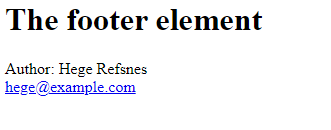 The footer element
Author: Hege Refsnes
hege@example.com